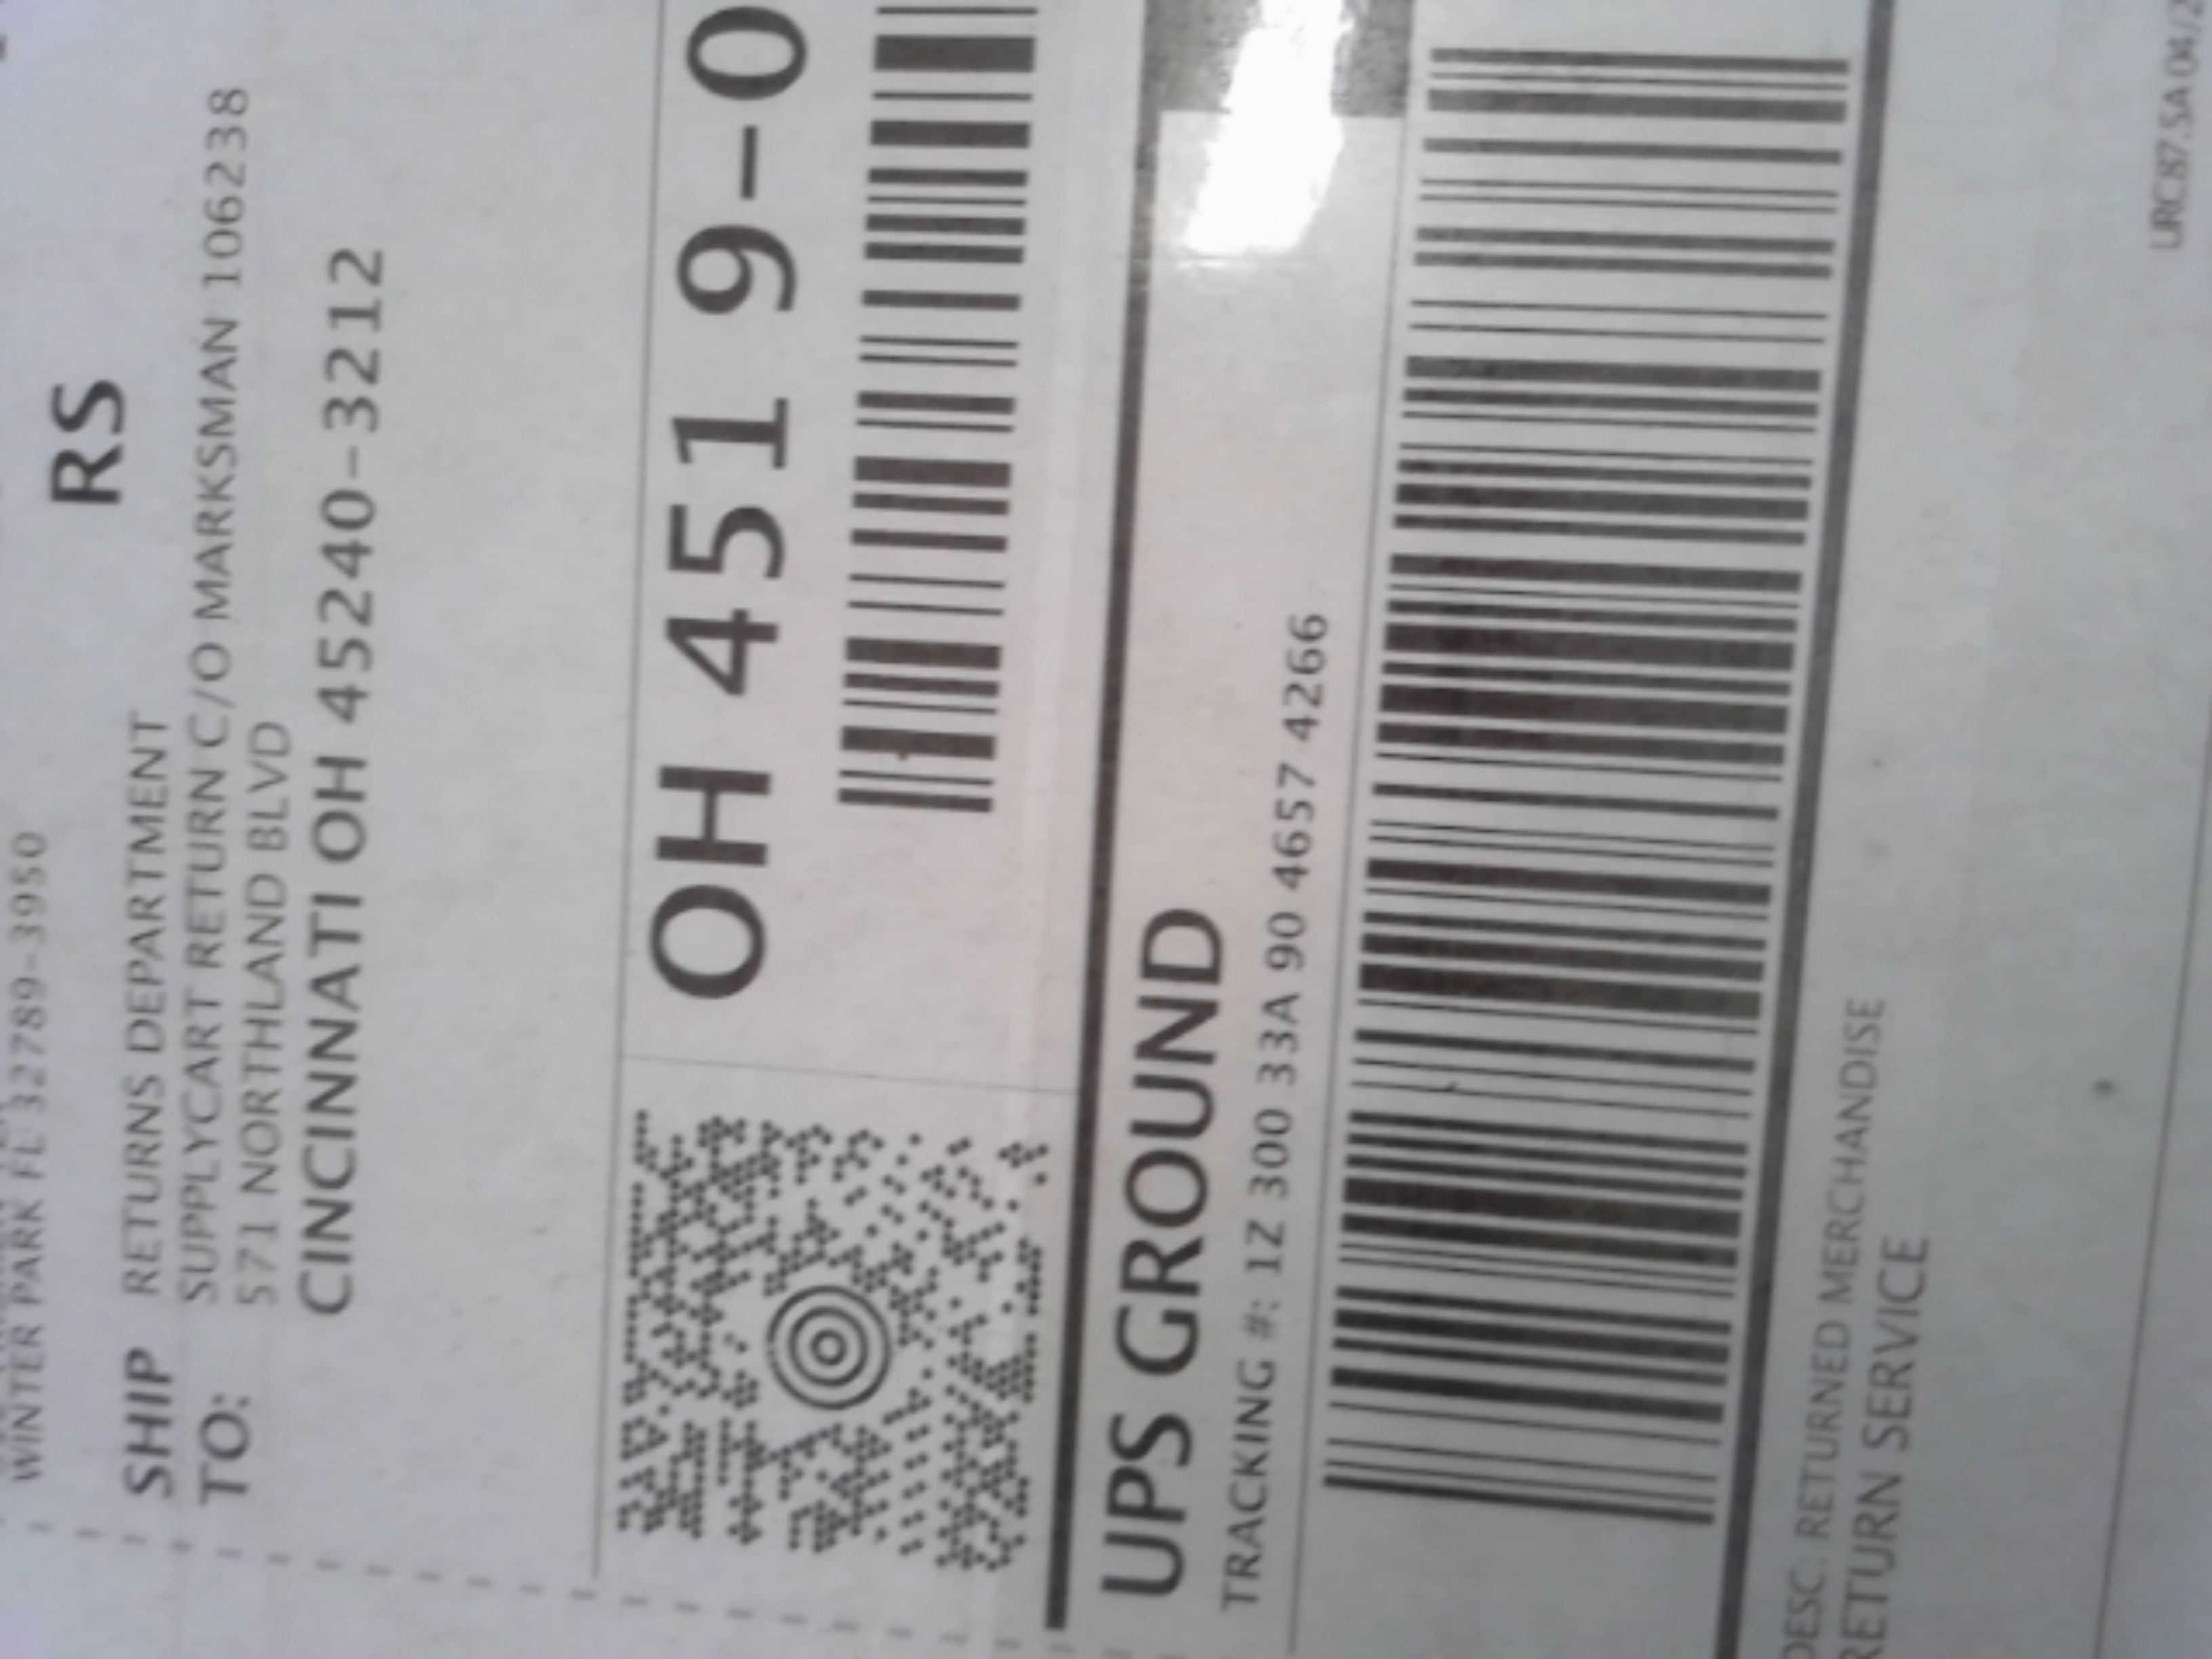 WINTER PARK FL 32789-3950
SHIP TO:
RETURNS DEPARTMENT
SUPPLYCART RETURN C/O MARKSMAN 106238
571 NORTHLAND BLVD
CINCINNATI OH 45240-3212
RS
OH 451 9-0
UPS GROUND
TRACKING #: 1Z 300 33A 90 4657 4266
DESC: RETURNED MERCHANDISE
RETURN SERVICE